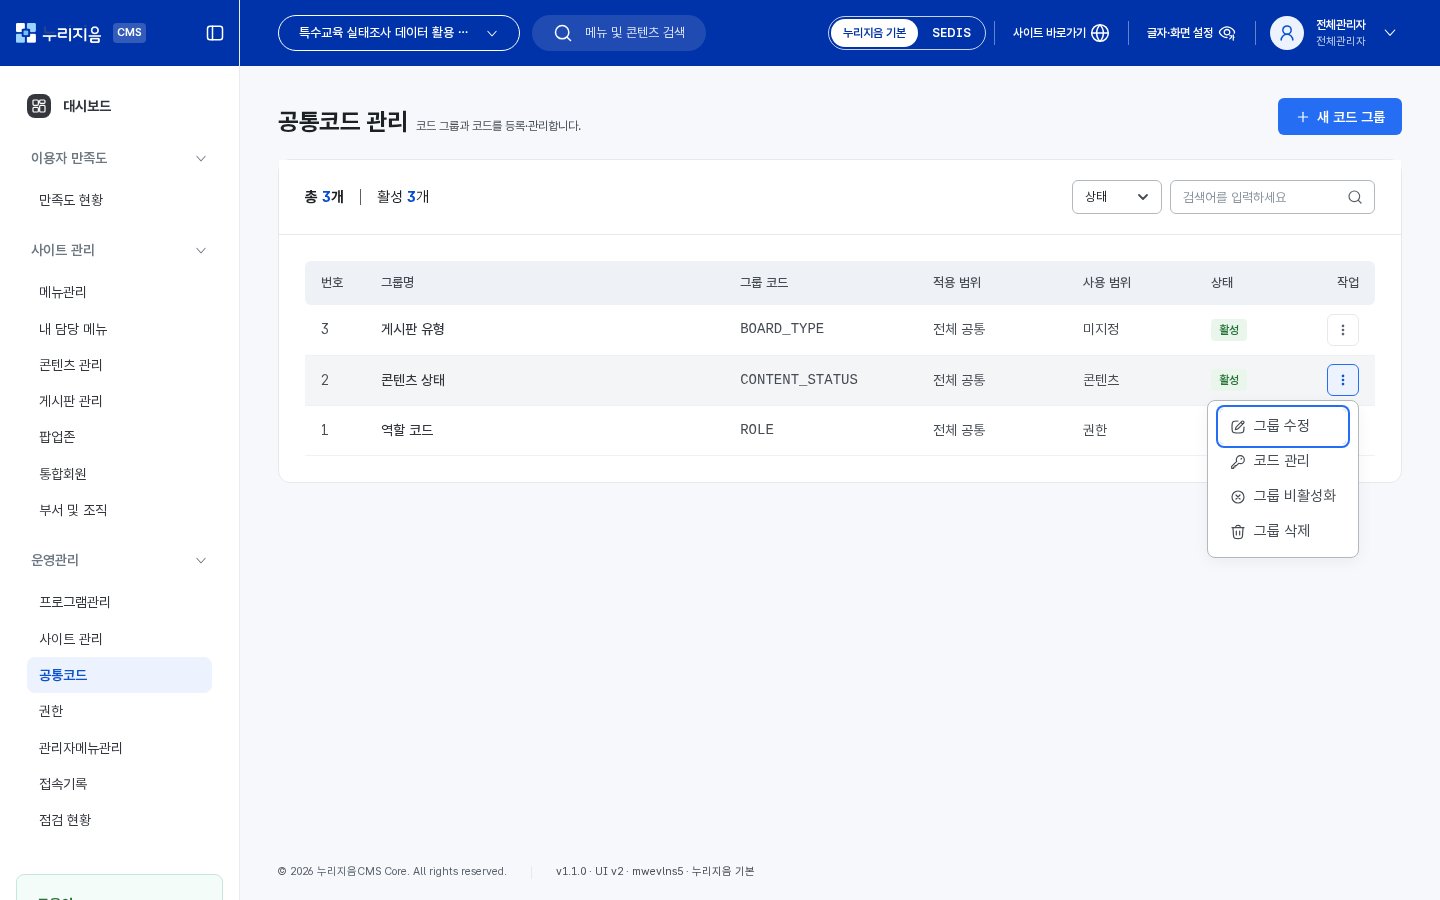 누리지음 CMS
특수교육 실태조사 데이터 활용 ···
메뉴 및 콘텐츠 검색
누리지음 기본
SEDIS
사이트 바로가기
글자·화면 설정
전체관리자
전체관리자
대시보드
이용자 만족도
만족도 현황
사이트 관리
메뉴관리
내 담당 메뉴
콘텐츠 관리
게시판 관리
팝업존
통합회원
부서 및 조직
운영관리
프로그램관리
사이트 관리
공통코드
권한
관리자메뉴관리
접속기록
점검 현황
공통코드 관리 코드 그룹과 코드를 등록·관리합니다.
새 코드 그룹
총 3개 활성 3개
상태
검색어를 입력하세요
번호 그룹명 그룹 코드 적용 범위 사용 범위 상태 작업
3 게시판 유형 BOARD_TYPE 전체 공통 미지정 활성
2 콘텐츠 상태 CONTENT_STATUS 전체 공통 콘텐츠 활성
1 역할 코드 ROLE 전체 공통 권한
그룹 수정
코드 관리
그룹 비활성화
그룹 삭제
© 2026 누리지음CMS Core. All rights reserved.
v1.1.0 · UI v2 · mwevlns5 · 누리지음 기본